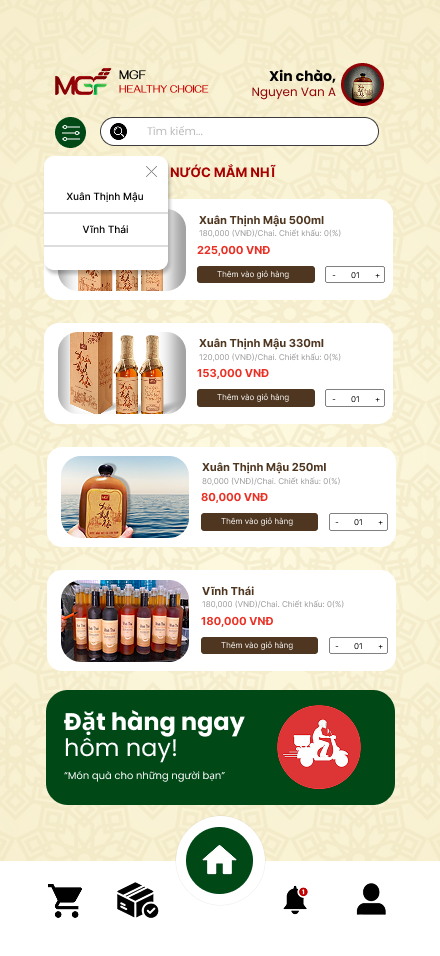 MGF
MGF
HEALTHY CHOICE
Xin chào,
Nguyen Van A
Tìm kiếm...
NƯỚC MẮM NHĨ
Xuân Thịnh Mậu
Vĩnh Thái
Xuân Thịnh Mậu 500ml
180,000 (VNĐ)/Chai. Chiết khấu: 0(%)
225,000 VNĐ
Thêm vào giỏ hàng
- 01 +
Xuân Thịnh Mậu 330ml
120,000 (VNĐ)/Chai. Chiết khấu: 0(%)
153,000 VNĐ
Thêm vào giỏ hàng
- 01 +
Xuân Thịnh Mậu 250ml
80,000 (VNĐ)/Chai. Chiết khấu: 0(%)
80,000 VNĐ
Thêm vào giỏ hàng
- 01 +
Vĩnh Thái
180,000 (VNĐ)/Chai. Chiết khấu: 0(%)
180,000 VNĐ
Thêm vào giỏ hàng
- 01 +
Đặt hàng ngay
hôm nay!
“Món quà cho những người bạn”
1